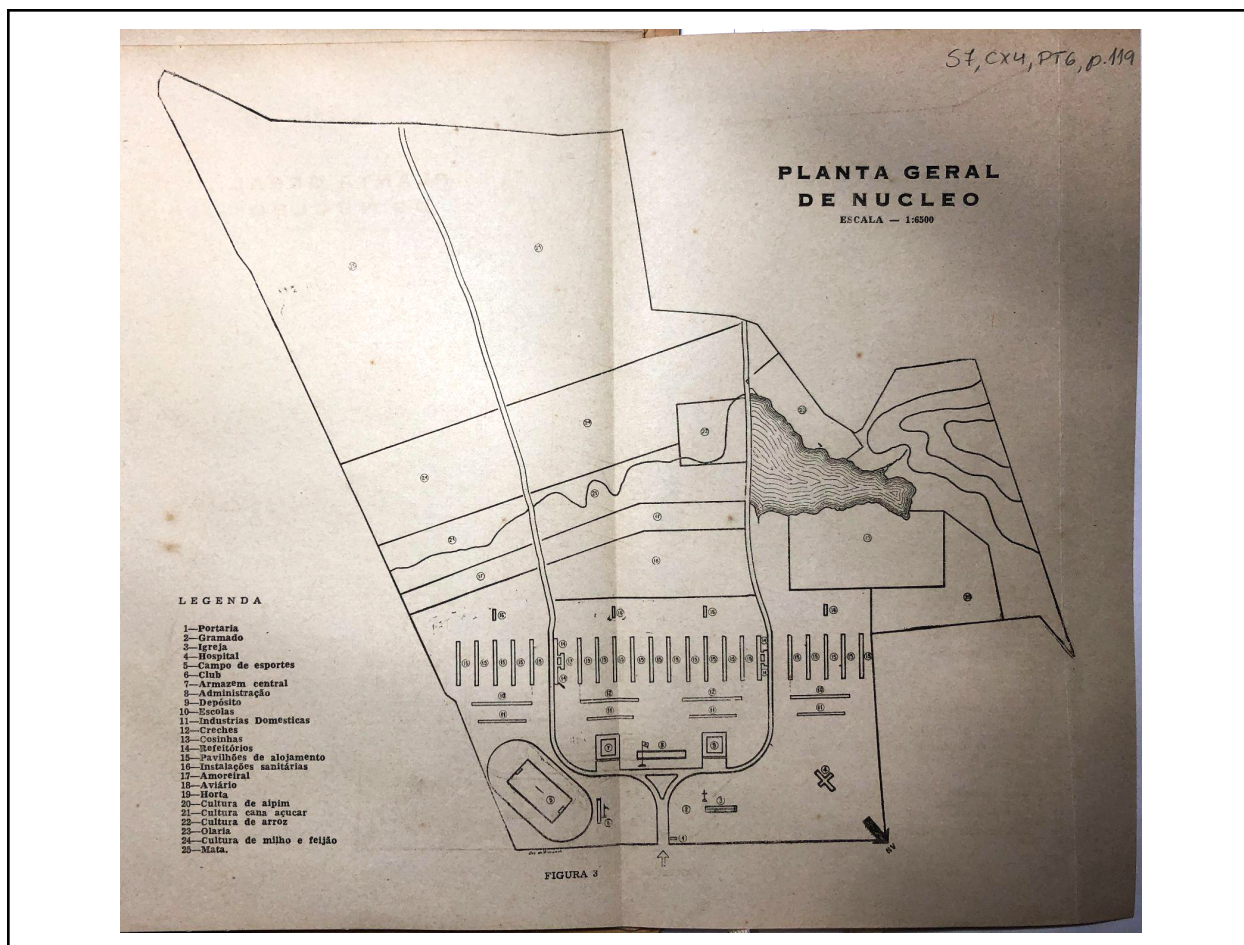 S7, CX4, PT6, p.119
PLANTA GERAL
DE NUCLEO
ESCALA — 1:6500
LEGENDA
1—Portaria
2—Gramado
3—Igreja
4—Hospital
5—Campo de esportes
6—Club
7—Armazem central
8—Administração
9—Depósito
10—Escolas
11—Industrias Domesticas
12—Creches
13—Cosinhas
14—Refeitórios
15—Pavilhões de alojamento
16—Instalações sanitárias
17—Amoreiral
18—Aviário
19—Horta
20—Cultura de aipim
21—Cultura cana açucar
22—Cultura de arroz
23—Olaria
24—Cultura de milho e feijão
25—Mata.
FIGURA 3